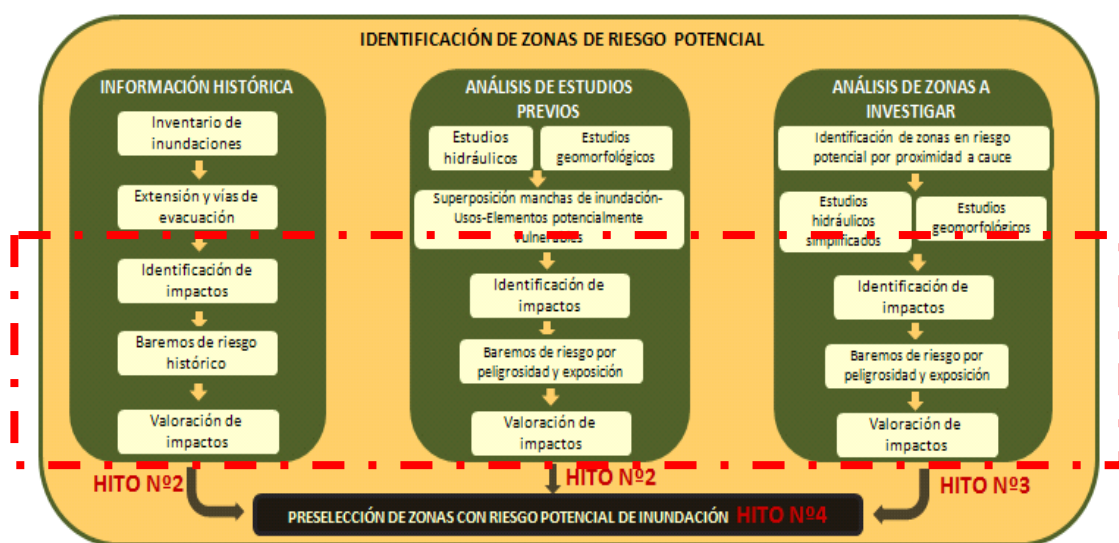 IDENTIFICACIÓN DE ZONAS DE RIESGO POTENCIAL
INFORMACIÓN HISTÓRICA
Inventario de
inundaciones
Extensión y vías de
evacuación
Identificación de
impactos
Baremos de riesgo
histórico
Valoración de
impactos
HITO Nº2
ANÁLISIS DE ESTUDIOS
PREVIOS
Estudios
hidráulicos
Estudios
geomorfológicos
Superposición manchas de inundación-
Usos-Elementos potencialmente
vulnerables
Identificación de
impactos
Baremos de riesgo por
peligrosidad y exposición
Valoración de
impactos
HITO Nº2
ANÁLISIS DE ZONAS A
INVESTIGAR
Identificación de zonas en riesgo
potencial por proximidad a cauce
Estudios
hidráulicos
simplificados
Estudios
geomorfológicos
Identificación de
impactos
Baremos de riesgo por
peligrosidad y exposición
Valoración de
impactos
HITO Nº3
PRESELECCIÓN DE ZONAS CON RIESGO POTENCIAL DE INUNDACIÓN HITO Nº4